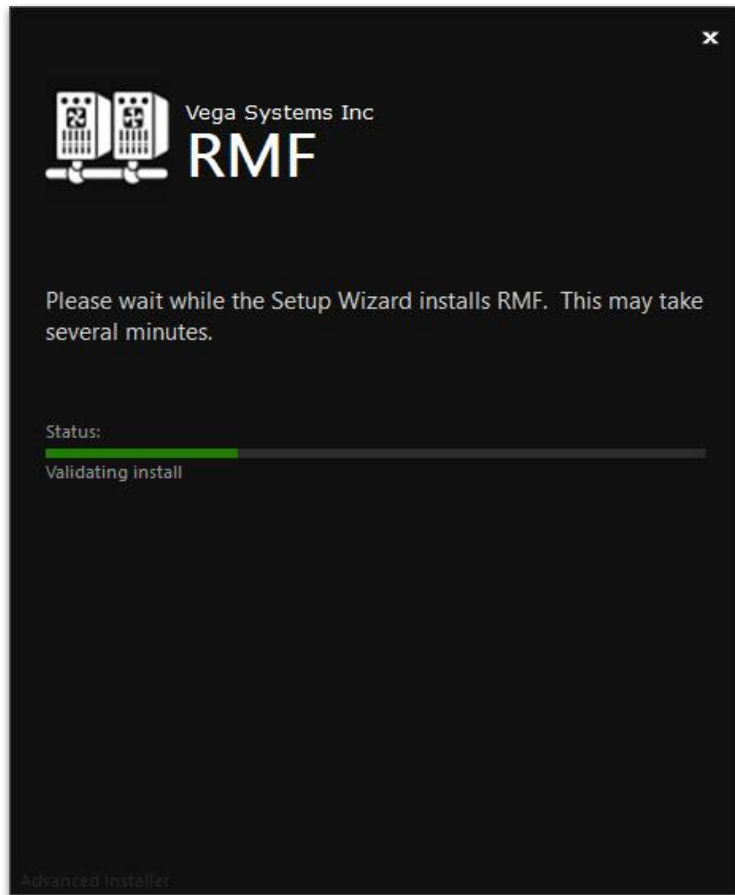 Vega Systems Inc
RMF
Please wait while the Setup Wizard installs RMF.  This may take
several minutes.
Status:
Validating install
Advanced Installer